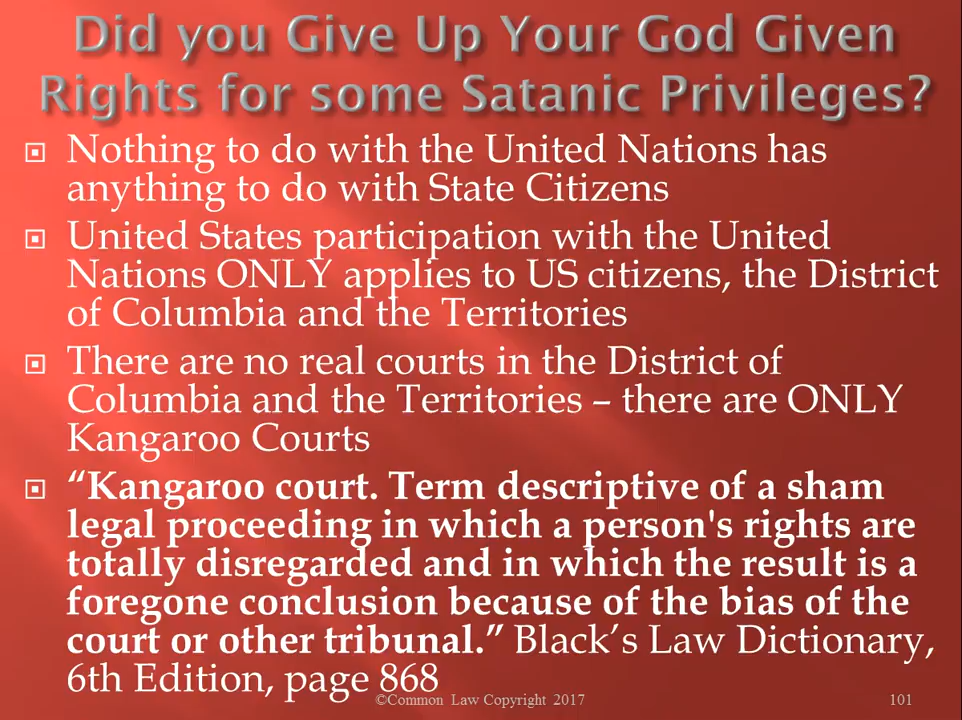 Did you Give Up Your God Given
Rights for some Satanic Privileges?
Nothing to do with the United Nations has
anything to do with State Citizens
United States participation with the United
Nations ONLY applies to US citizens, the District
of Columbia and the Territories
There are no real courts in the District of
Columbia and the Territories – there are ONLY
Kangaroo Courts
“Kangaroo court. Term descriptive of a sham
legal proceeding in which a person's rights are
totally disregarded and in which the result is a
foregone conclusion because of the bias of the
court or other tribunal.” Black’s Law Dictionary,
6th Edition, page 868
©Common Law Copyright 2017
101